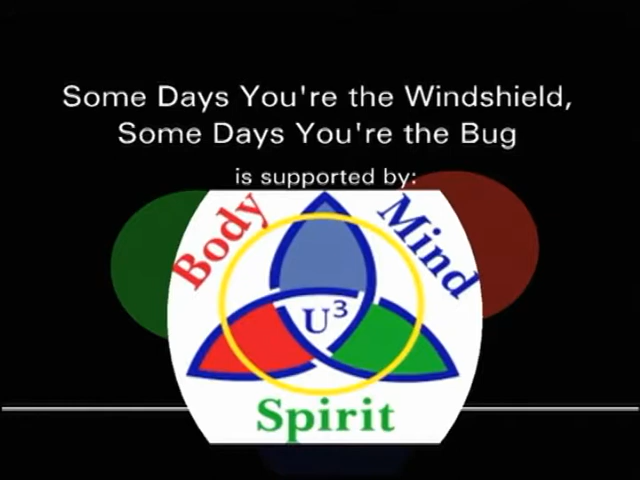 Some Days You're the Windshield,
Some Days You're the Bug
is supported by:
Body
Mind
U³
Spirit